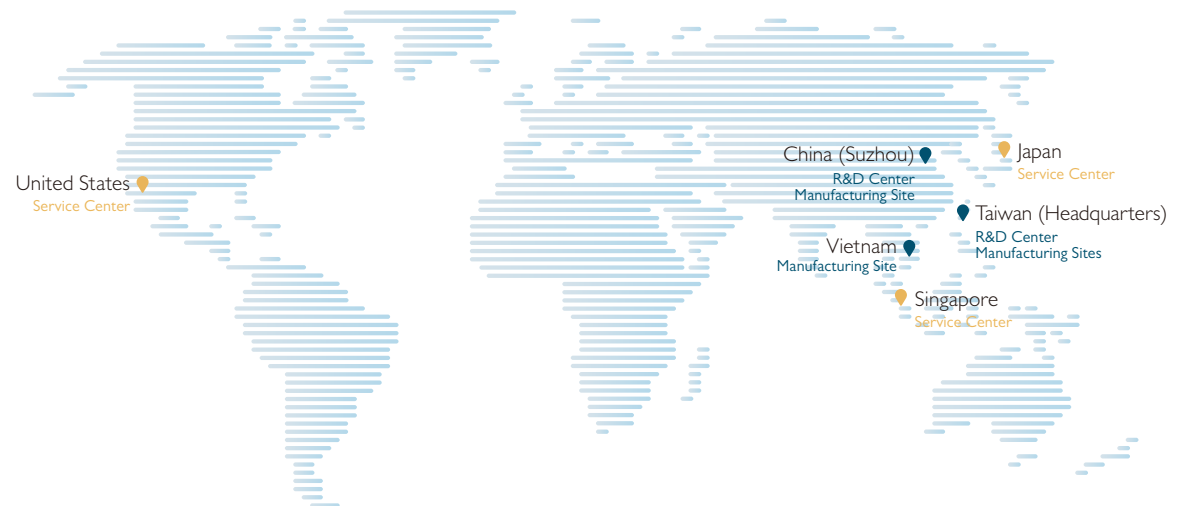 China (Suzhou)
R&D Center
Manufacturing Site
Japan
Service Center
United States
Service Center
Taiwan (Headquarters)
R&D Center
Manufacturing Sites
Vietnam
Manufacturing Site
Singapore
Service Center